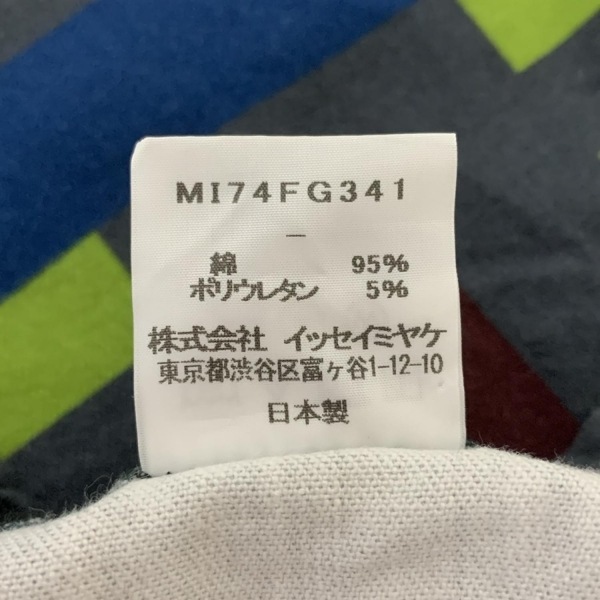 MI74FG341
—
綿 95%
ポリウレタン 5%
株式会社 イッセイミヤケ
東京都渋谷区富ヶ谷1-12-10
日本製